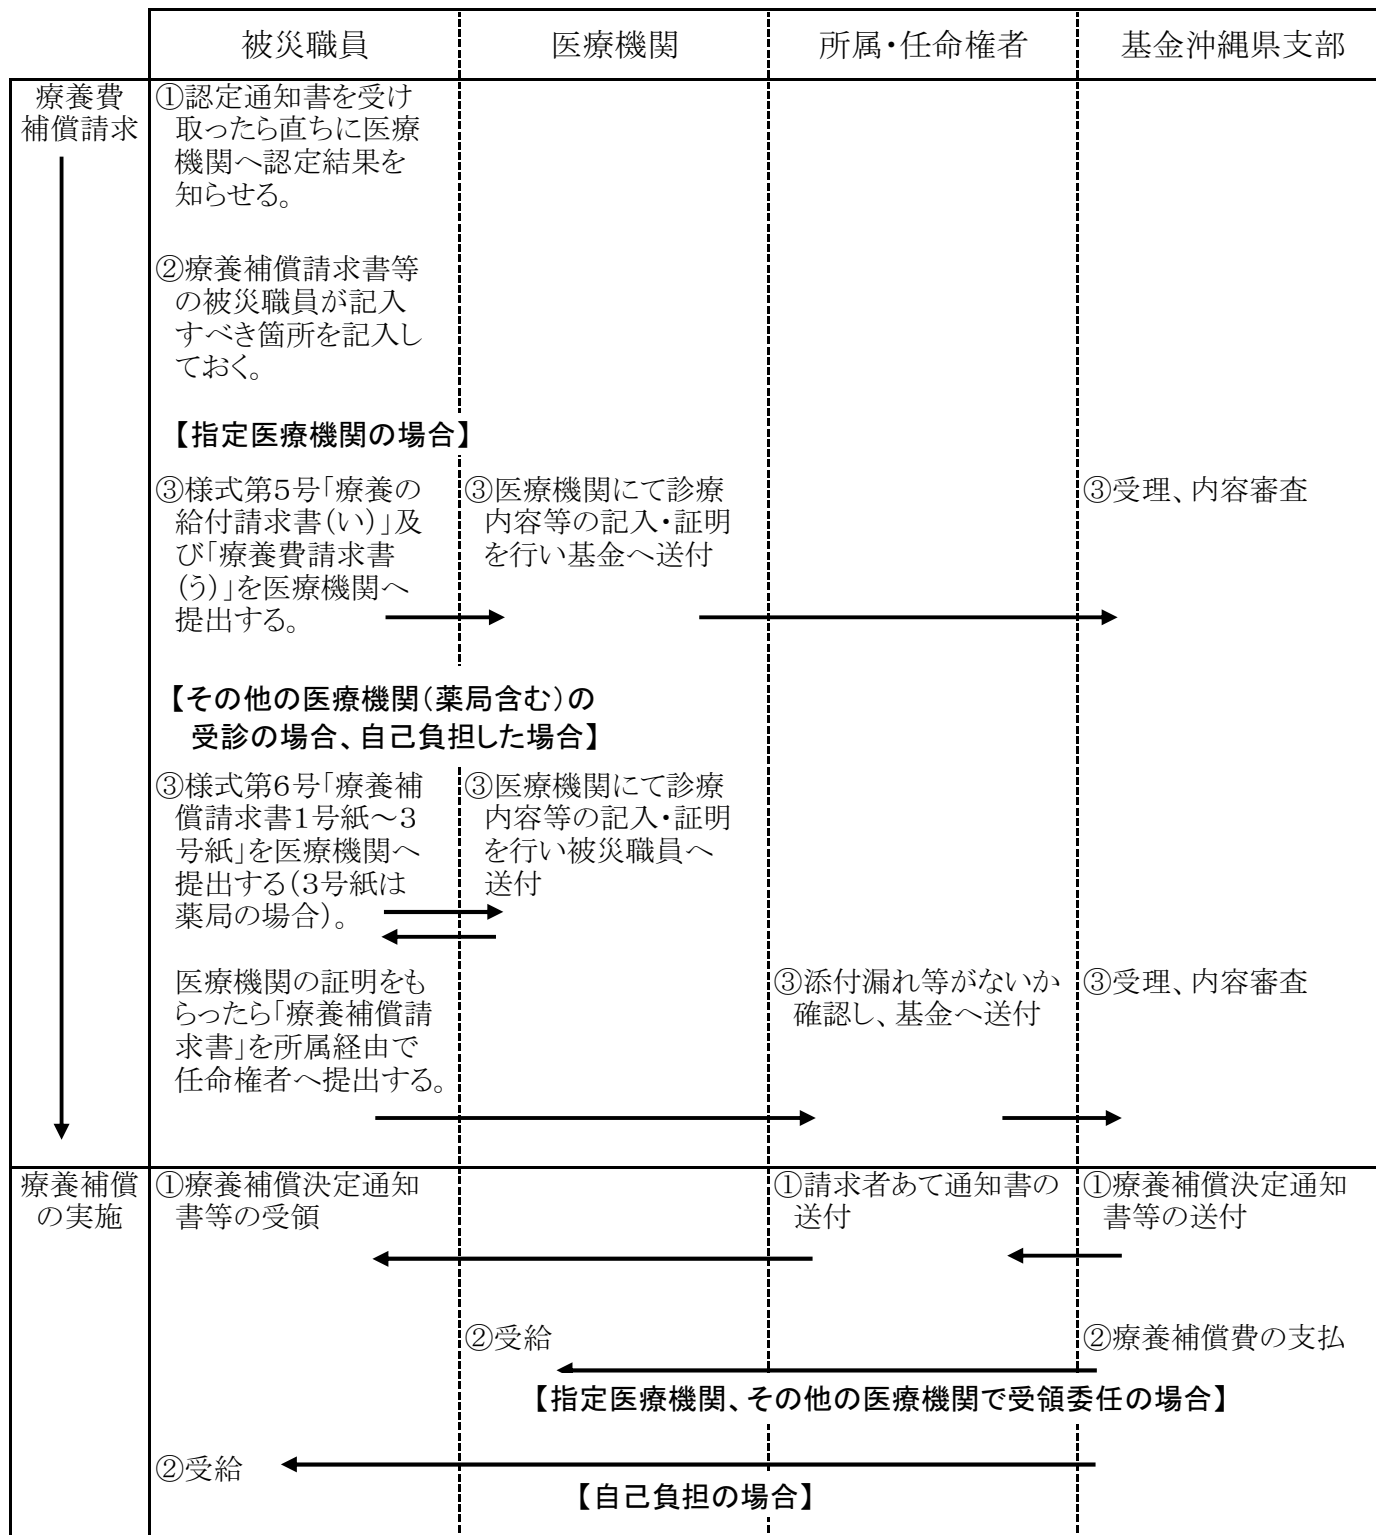 被災職員
医療機関
所属・任命権者
基金沖縄県支部
療養費
補償請求
①認定通知書を受け
取ったら直ちに医療
機関へ認定結果を
知らせる。
②療養補償請求書等
の被災職員が記入
すべき箇所を記入し
ておく。
【指定医療機関の場合】
③様式第5号「療養の
給付請求書(い)」及
び「療養費請求書
(う)」を医療機関へ
提出する。
③医療機関にて診療
内容等の記入・証明
を行い基金へ送付
③受理、内容審査
【その他の医療機関(薬局含む)の
受診の場合、自己負担した場合】
③様式第6号「療養補
償請求書1号紙～3
号紙」を医療機関へ
提出する(3号紙は
薬局の場合)。
③医療機関にて診療
内容等の記入・証明
を行い被災職員へ
送付
医療機関の証明をも
らったら「療養補償請
求書」を所属経由で
任命権者へ提出する。
③添付漏れ等がないか
確認し、基金へ送付
③受理、内容審査
療養補償
の実施
①療養補償決定通知
書等の受領
①請求者あて通知書の
送付
①療養補償決定通知
書等の送付
②受給
②療養補償費の支払
【指定医療機関、その他の医療機関で受領委任の場合】
②受給
【自己負担の場合】